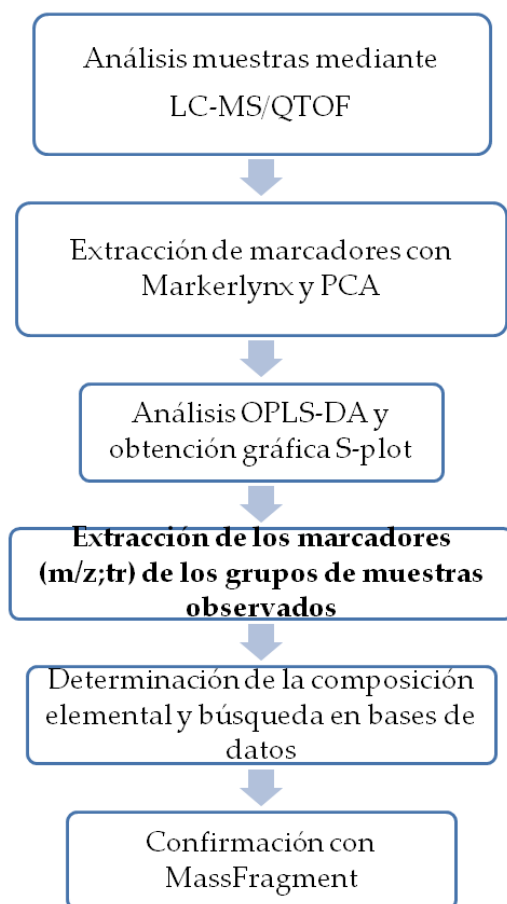 Análisis muestras mediante
LC-MS/QTOF
Extracción de marcadores con
Markerlynx y PCA
Análisis OPLS-DA y
obtención gráfica S-plot
Extracción de los marcadores
(m/z;tr) de los grupos de muestras
observados
Determinación de la composición
elemental y búsqueda en bases de
datos
Confirmación con
MassFragment